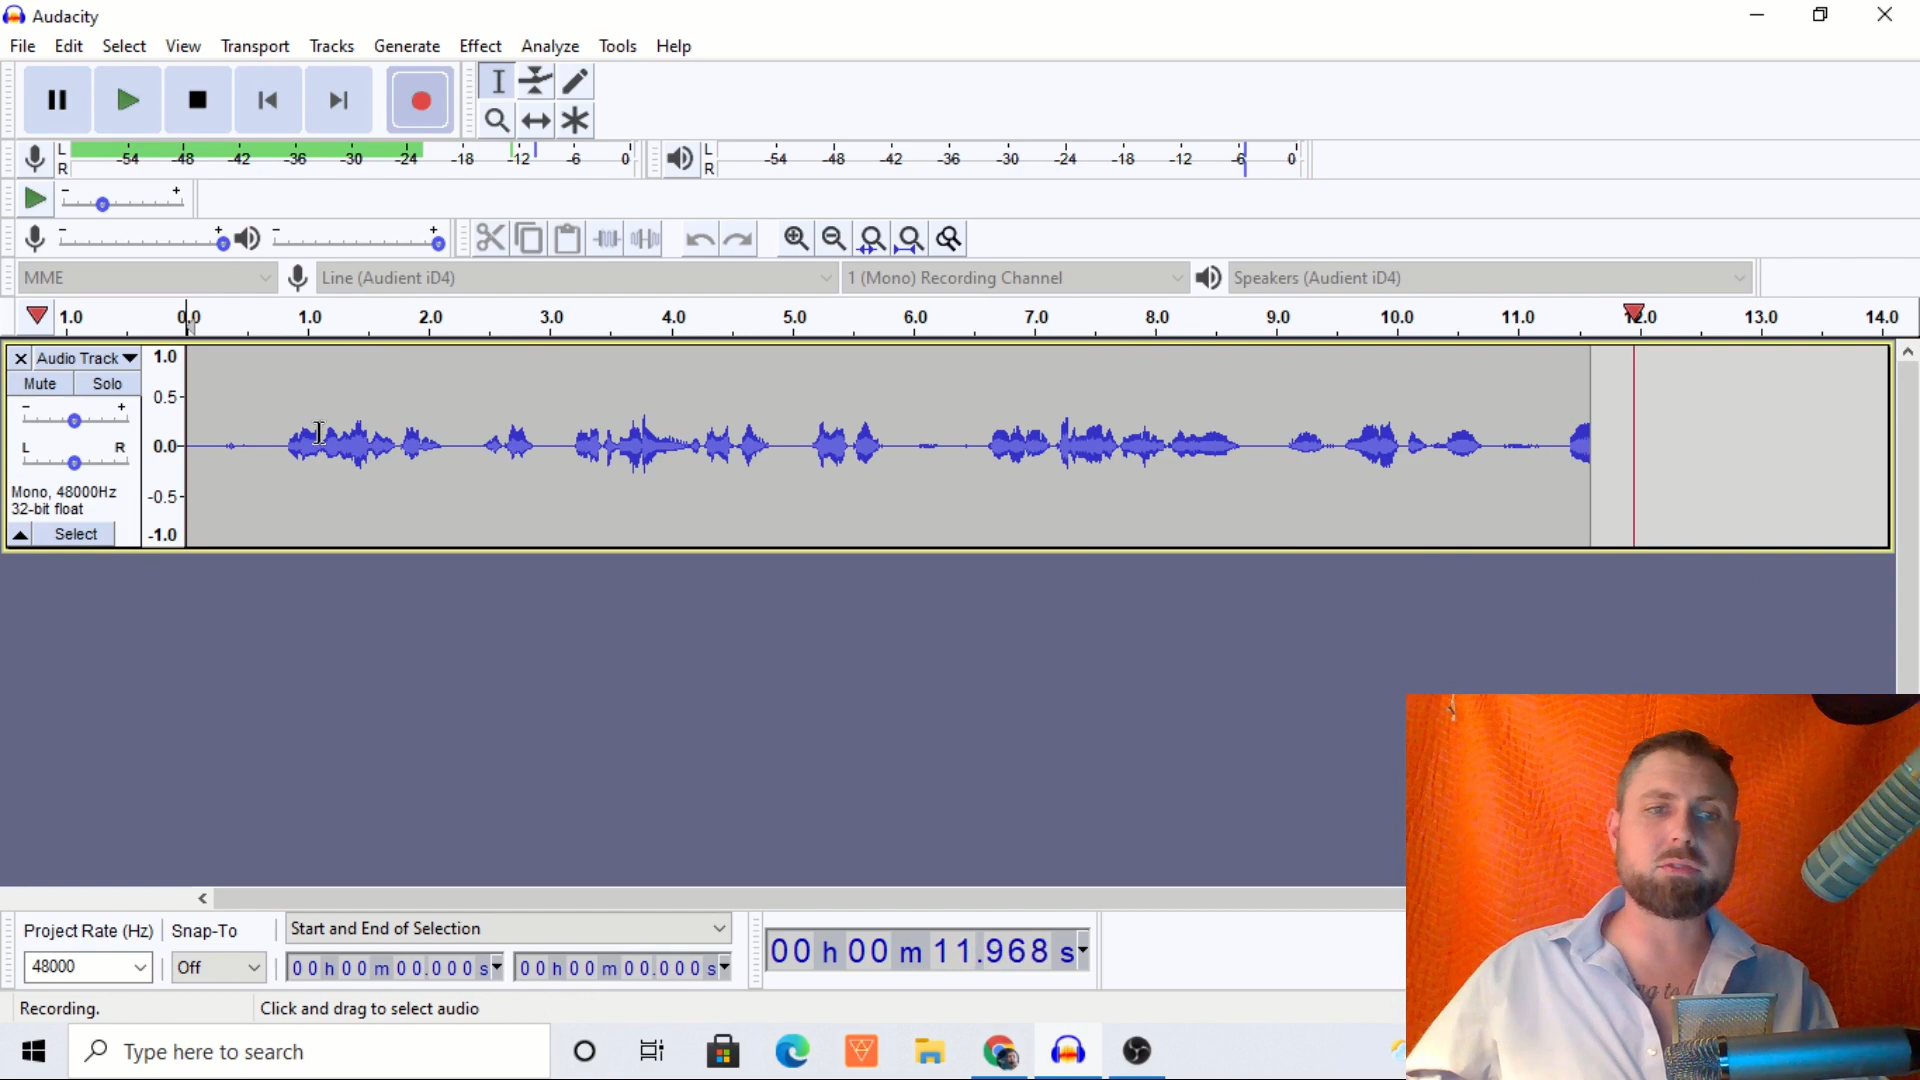 Audacity
File Edit Select View Transport Tracks Generate Effect Analyze Tools Help
L
R
-54 -48 -42 -36 -30 -24 -18 -12 -6 0
L
R
-54 -48 -42 -36 -30 -24 -18 -12 -6 0
- +
- +
- +
MME
Line (Audient iD4)
1 (Mono) Recording Channel
Speakers (Audient iD4)
1.0 0.0 1.0 2.0 3.0 4.0 5.0 6.0 7.0 8.0 9.0 10.0 11.0 12.0 13.0 14.0
Audio Track
Mute Solo
- +
L R
Mono, 48000Hz
32-bit float
Select
1.0
0.5-
0.0-
-0.5-
-1.0
Project Rate (Hz)
Snap-To
Start and End of Selection
48000
Off
00 h 00 m 00.000 s
00 h 00 m 00.000 s
00 h 00 m 11.968 s
Recording.
Click and drag to select audio
Type here to search